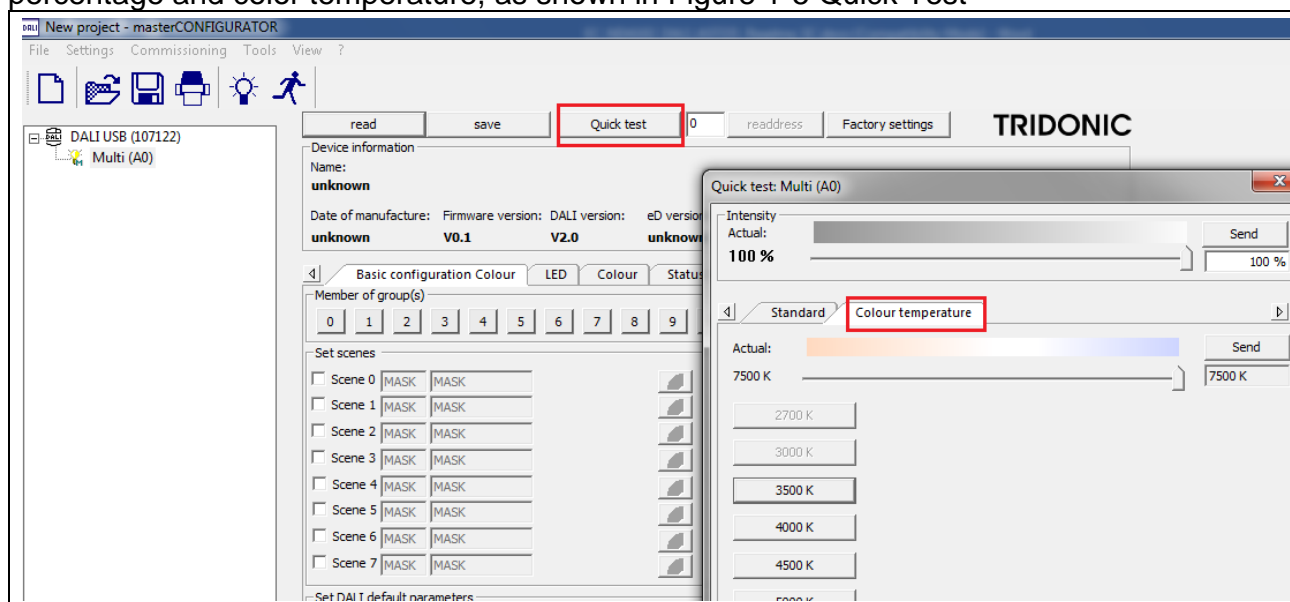 percentage and color temperature, as shown in Figure 1-3 Quick Test
New project - masterCONFIGURATOR
File Settings Commissioning Tools View ?
DALI USB (107122)
Multi (A0)
read save Quick test 0 readdress Factory settings TRIDONIC
Device information
Name:
unknown
Date of manufacture: Firmware version: DALI version: eD version
unknown V0.1 V2.0 unknown
Basic configuration Colour LED Colour Status
Member of group(s)
0 1 2 3 4 5 6 7 8 9
Set scenes
Scene 0 MASK MASK
Scene 1 MASK MASK
Scene 2 MASK MASK
Scene 3 MASK MASK
Scene 4 MASK MASK
Scene 5 MASK MASK
Scene 6 MASK MASK
Scene 7 MASK MASK
Set DALI default parameters
Quick test: Multi (A0)
Intensity
Actual: Send
100 % 100 %
Standard Colour temperature
Actual: Send
7500 K 7500 K
2700 K
3000 K
3500 K
4000 K
4500 K
5000 K